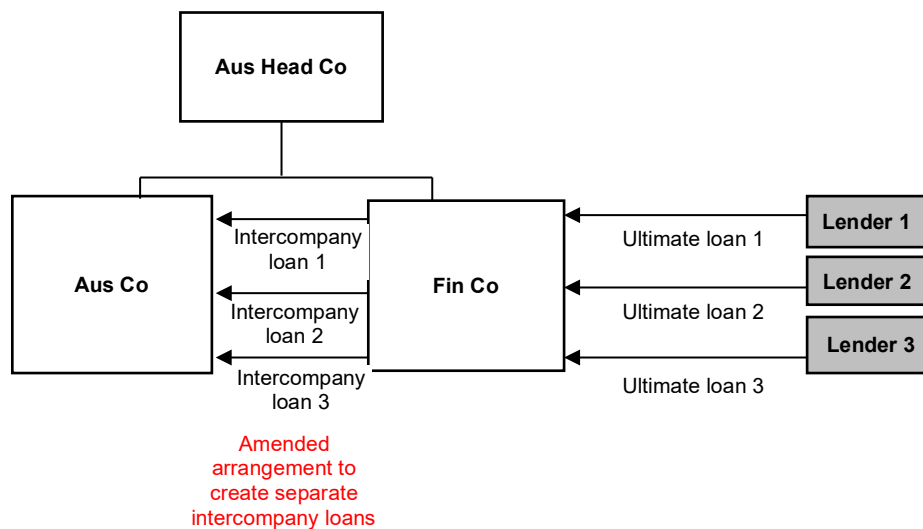 Aus Head Co
Aus Co
Intercompany
loan 1
Intercompany
loan 2
Intercompany
loan 3
Fin Co
Ultimate loan 1
Ultimate loan 2
Ultimate loan 3
Lender 1
Lender 2
Lender 3
Amended
arrangement to
create separate
intercompany loans